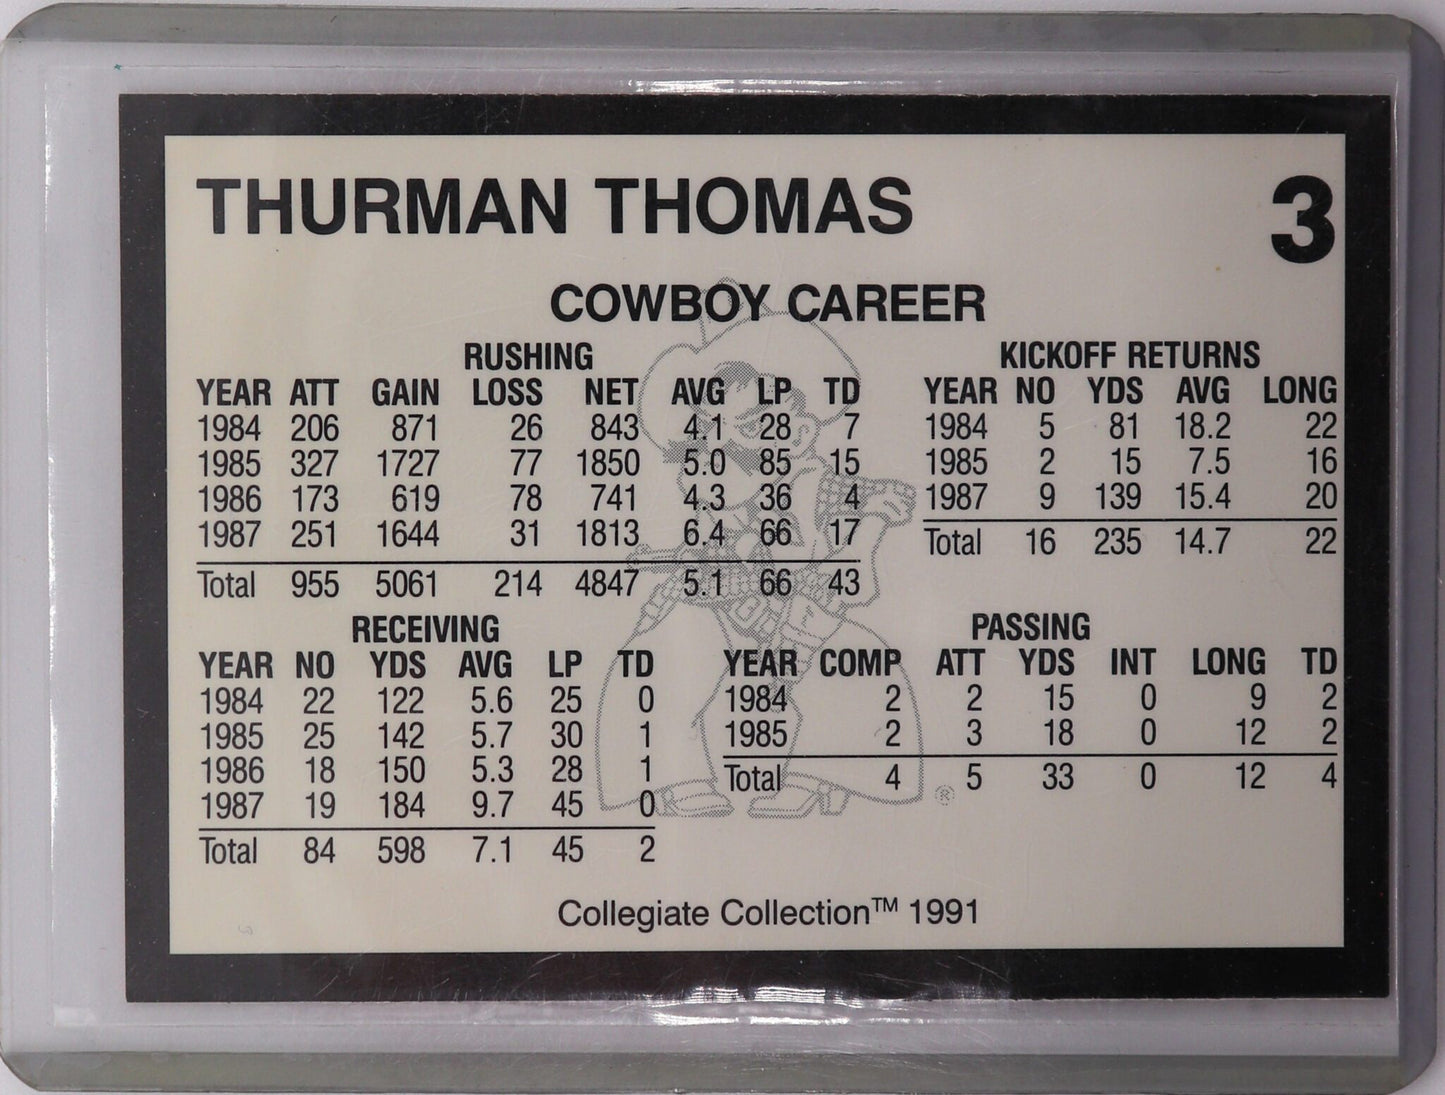 THURMAN THOMAS 3
COWBOY CAREER
RUSHING
YEAR ATT GAIN LOSS NET AVG LP TD
1984 206 871 26 843 4.1 28 7
1985 327 1727 77 1850 5.0 85 15
1986 173 619 78 741 4.3 36 4
1987 251 1644 31 1813 6.4 66 17
Total 955 5061 214 4847 5.1 66 43
KICKOFF RETURNS
YEAR NO YDS AVG LONG
1984 5 81 18.2 22
1985 2 15 7.5 16
1987 9 139 15.4 20
Total 16 235 14.7 22
RECEIVING
YEAR NO YDS AVG LP TD
1984 22 122 5.6 25 0
1985 25 142 5.7 30 1
1986 18 150 5.3 28 1
1987 19 184 9.7 45 0
Total 84 598 7.1 45 2
PASSING
YEAR COMP ATT YDS INT LONG TD
1984 2 2 15 0 9 2
1985 2 3 18 0 12 2
Total 4 5 33 0 12 4
®
Collegiate Collection™ 1991